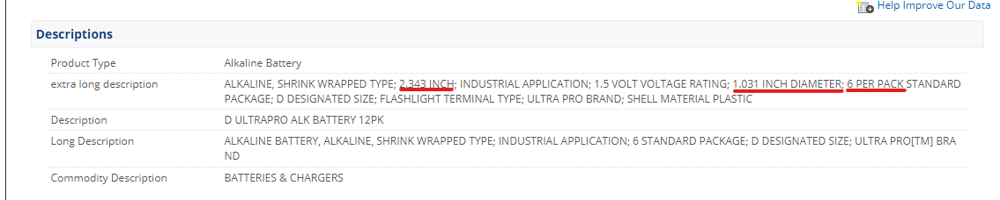 Help Improve Our Data
Descriptions
Product Type Alkaline Battery
extra long description ALKALINE, SHRINK WRAPPED TYPE; 2.343 INCH; INDUSTRIAL APPLICATION; 1.5 VOLT VOLTAGE RATING; 1.031 INCH DIAMETER; 6 PER PACK STANDARD
PACKAGE; D DESIGNATED SIZE; FLASHLIGHT TERMINAL TYPE; ULTRA PRO BRAND; SHELL MATERIAL PLASTIC
Description D ULTRAPRO ALK BATTERY 12PK
Long Description ALKALINE BATTERY, ALKALINE, SHRINK WRAPPED TYPE; INDUSTRIAL APPLICATION; 6 STANDARD PACKAGE; D DESIGNATED SIZE; ULTRA PRO[TM] BRA
ND
Commodity Description BATTERIES & CHARGERS